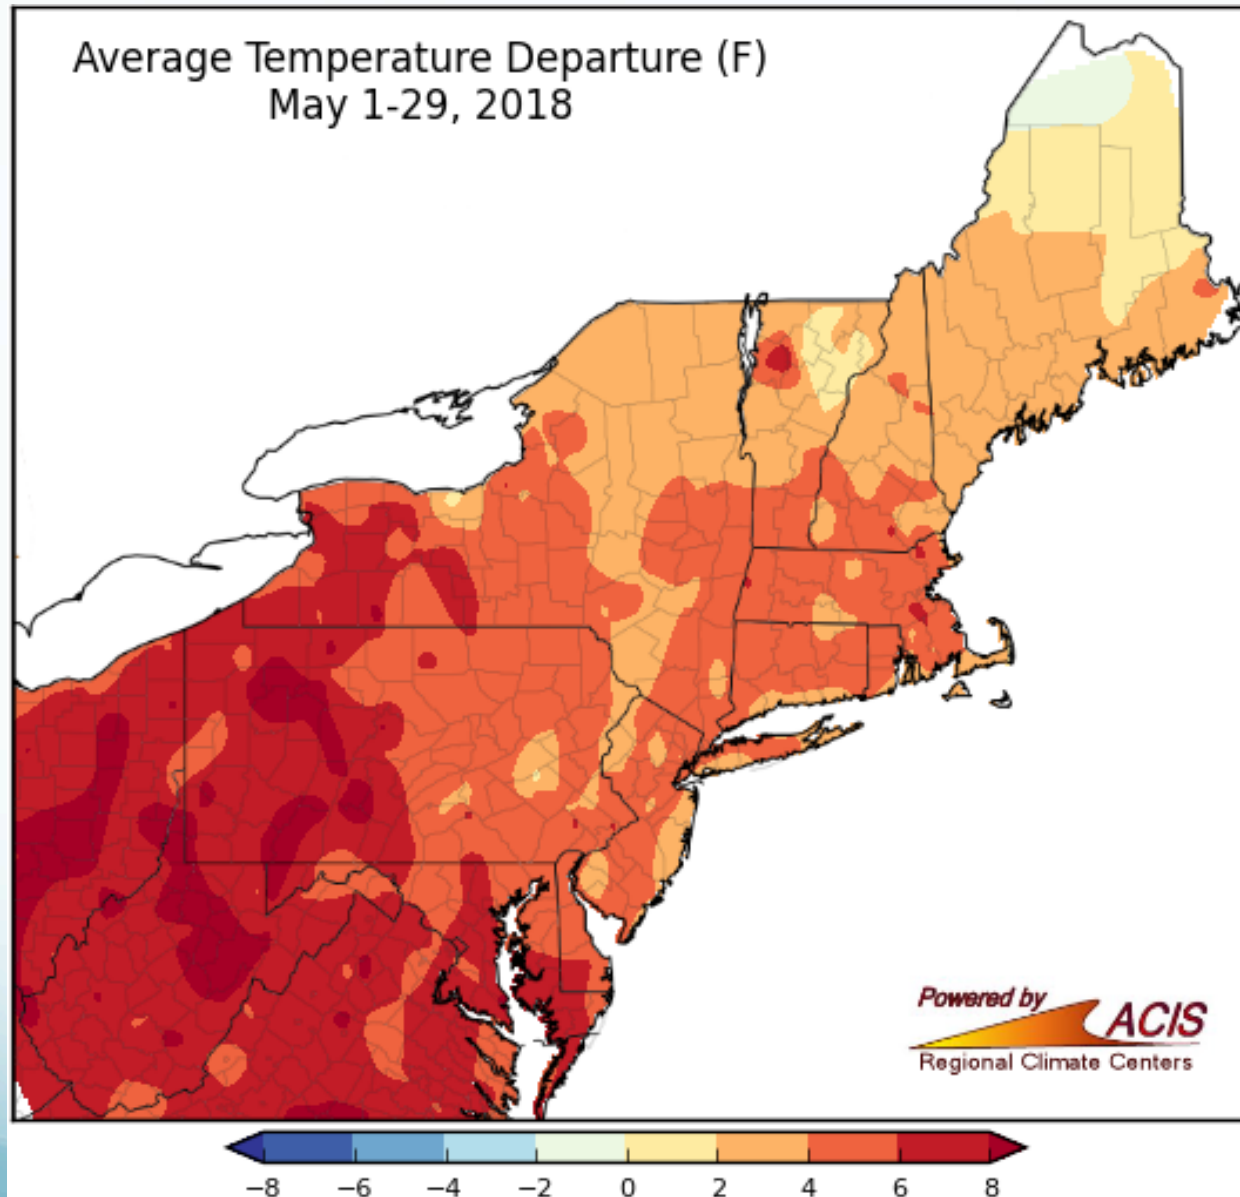 Average Temperature Departure (F)
May 1-29, 2018
Powered by
ACIS
Regional Climate Centers
−8 −6 −4 −2 0 2 4 6 8